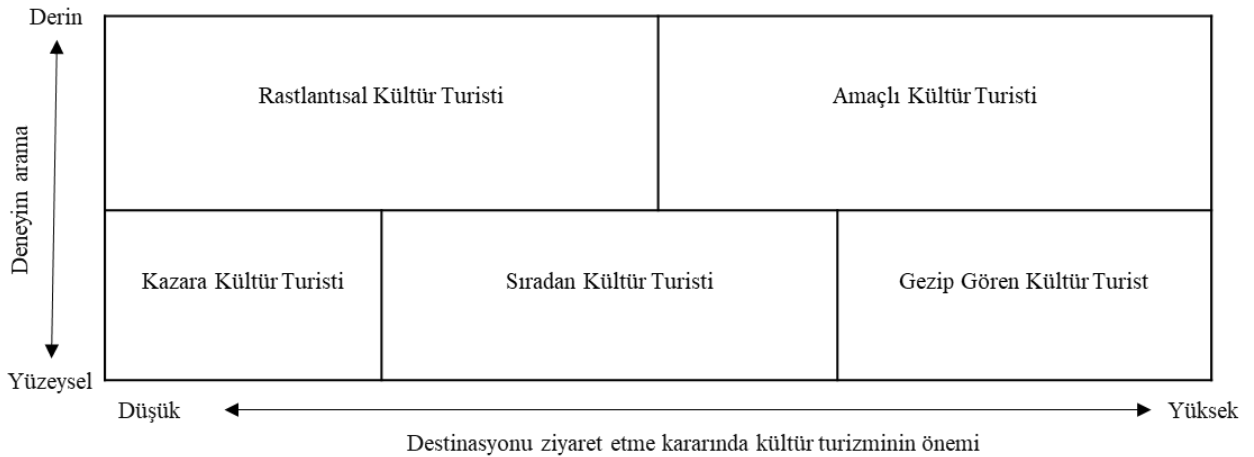 Derin
Rastlantısal Kültür Turisti
Amaçlı Kültür Turisti
Deneyim arama
Kazara Kültür Turisti
Sıradan Kültür Turisti
Gezip Gören Kültür Turist
Yüzeysel
Düşük
Yüksek
Destinasyonu ziyaret etme kararında kültür turizminin önemi